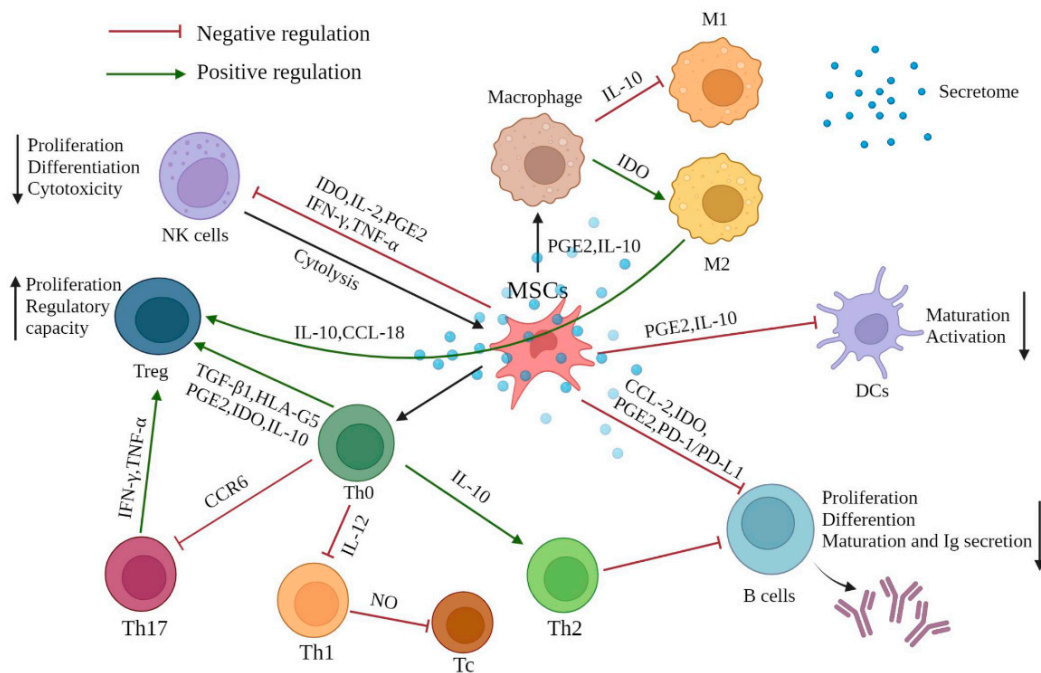 Negative regulation
Positive regulation
M1
IL-10
Macrophage
Secretome
Proliferation
Differentiation
Cytotoxicity
NK cells
IDO,IL-2,PGE2
IFN-γ,TNF-α
Cytolysis
IDO
M2
PGE2,IL-10
MSCs
Proliferation
Regulatory
capacity
Treg
IL-10,CCL-18
PGE2,IL-10
Maturation
Activation
DCs
TGF-β1,HLA-G5
PGE2,IDO,IL-10
CCL-2,IDO,
PGE2,PD-1/PD-L1
IFN-γ,TNF-α
CCR6
Th0
IL-12
IL-10
Proliferation
Differention
Maturation and Ig secretion
B cells
Th17
Th1
NO
Tc
Th2